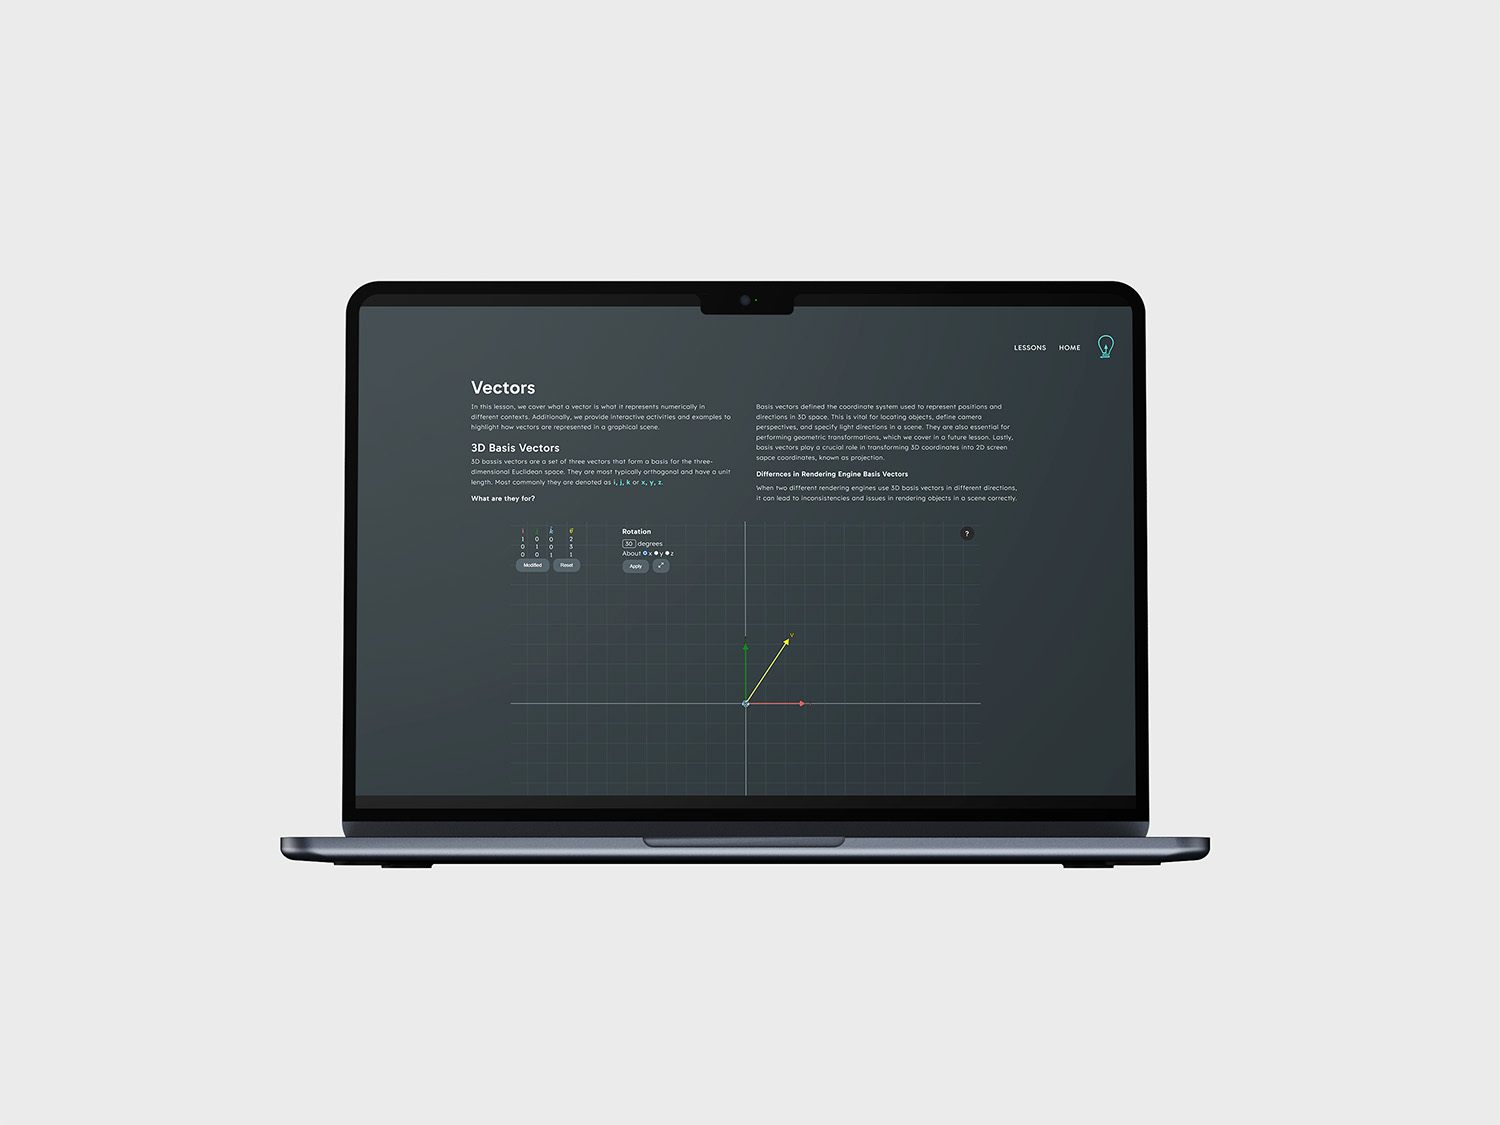 LESSONS HOME
Vectors
In this lesson, we cover what a vector is what it represents numerically in
different contexts. Additionally, we provide interactive activities and examples to
highlight how vectors are represented in a graphical scene.
3D Basis Vectors
3D bassis vectors are a set of three vectors that form a basis for the three-
dimensional Euclidean space. They are most typically orthogonal and have a unit
length. Most commonly they are denoted as i, j, k or x, y, z.
What are they for?
Basis vectors defined the coordinate system used to represent positions and
directions in 3D space. This is vital for locating objects, define camera
perspectives, and specify light directions in a scene. They are also essential for
performing geometric transformations, which we cover in a future lesson. Lastly,
basis vectors play a crucial role in transforming 3D coordinates into 2D screen
sapce coordinates, known as projection.
Differnces in Rendering Engine Basis Vectors
When two different rendering engines use 3D basis vectors in different directions,
it can lead to inconsistencies and issues in rendering objects in a scene correctly.
1 0 0 2
0 1 0 3
0 0 1 1
Modified Reset
Rotation
30 degrees
About x y z
Apply
?
v